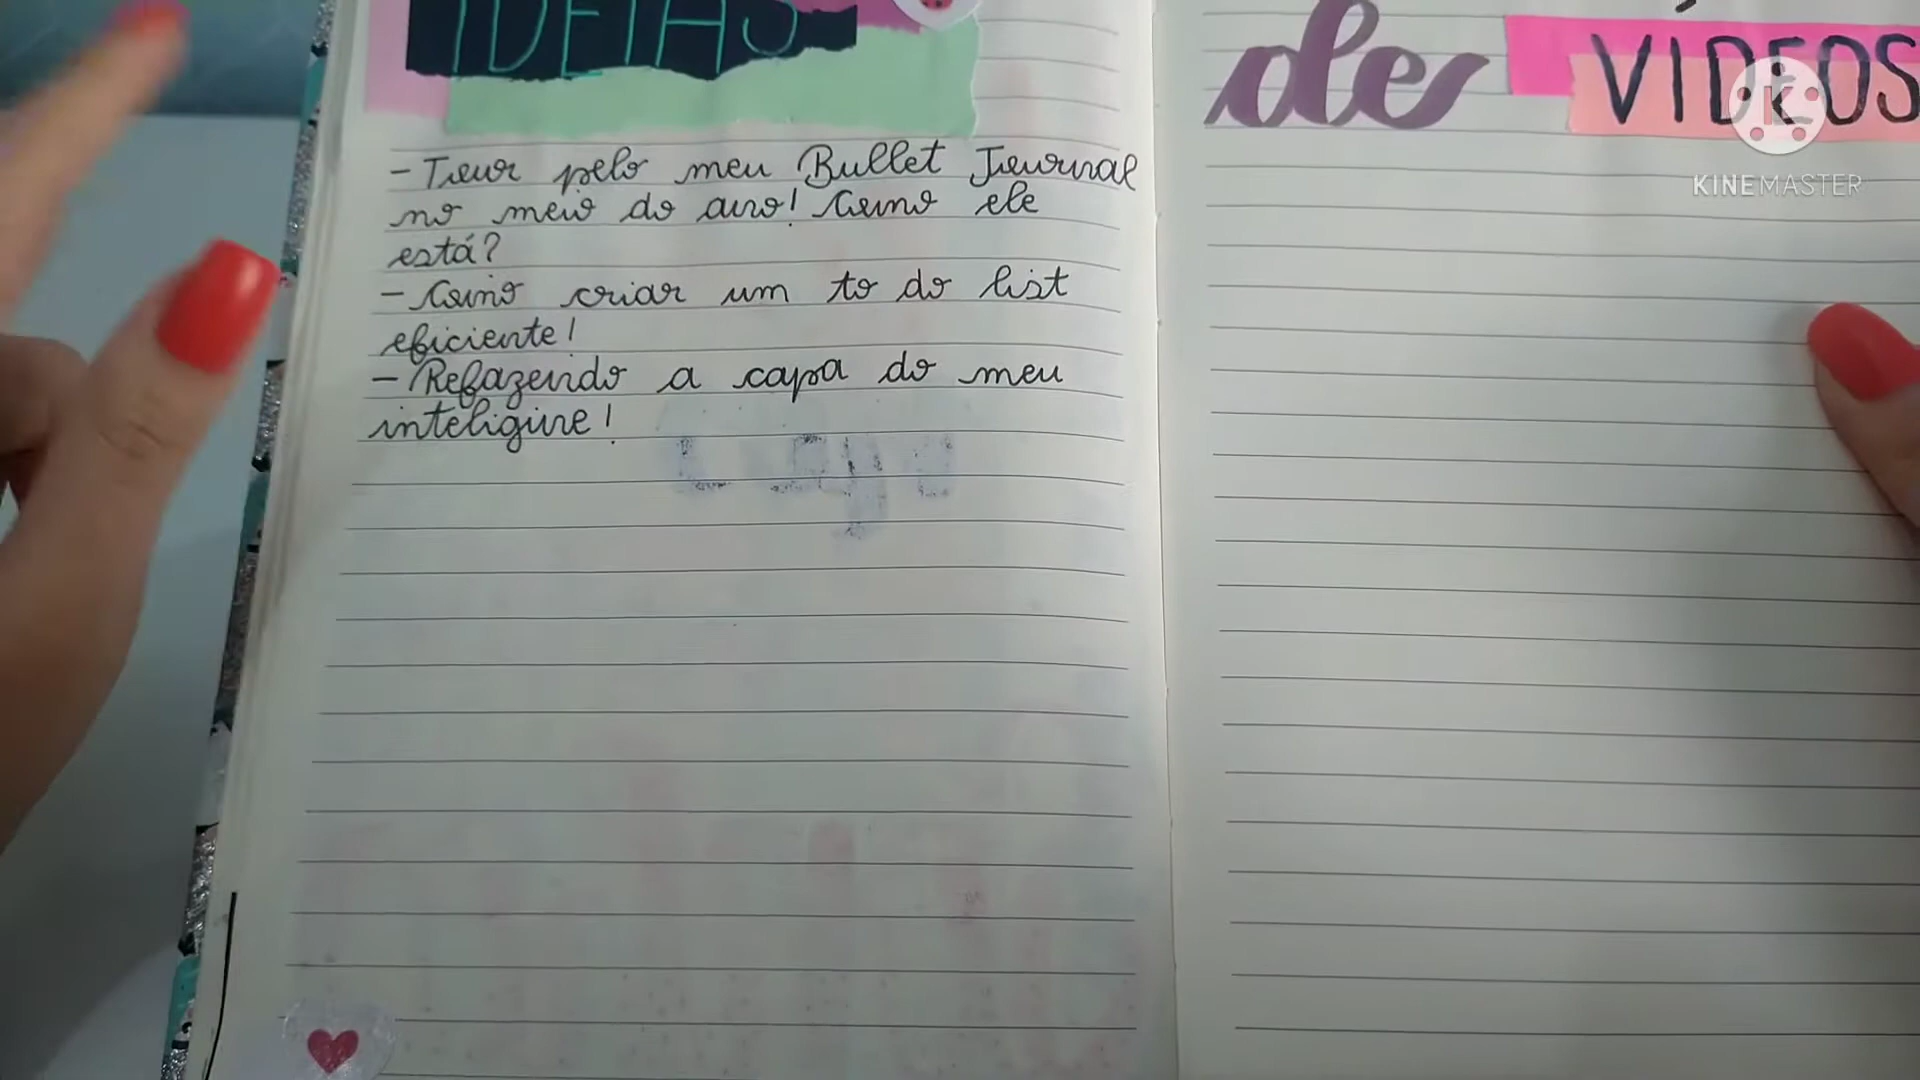 IDEIAS
de VÍDEOS
- Tour pelo meu Bullet Journal
no meio do ano! Como ele
está?
- Como criar um to do list
eficiente!
- Refazendo a capa do meu
inteligine!
KINEMASTER